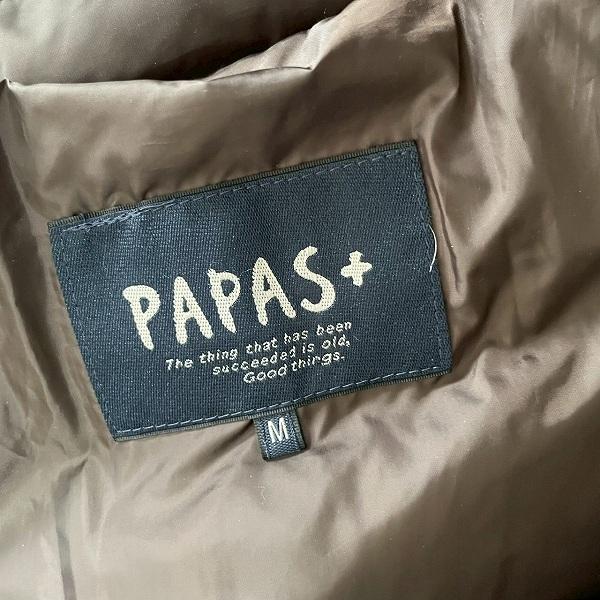 PAPAS+
The thing that has been
succeeded is old.
Good things.
M